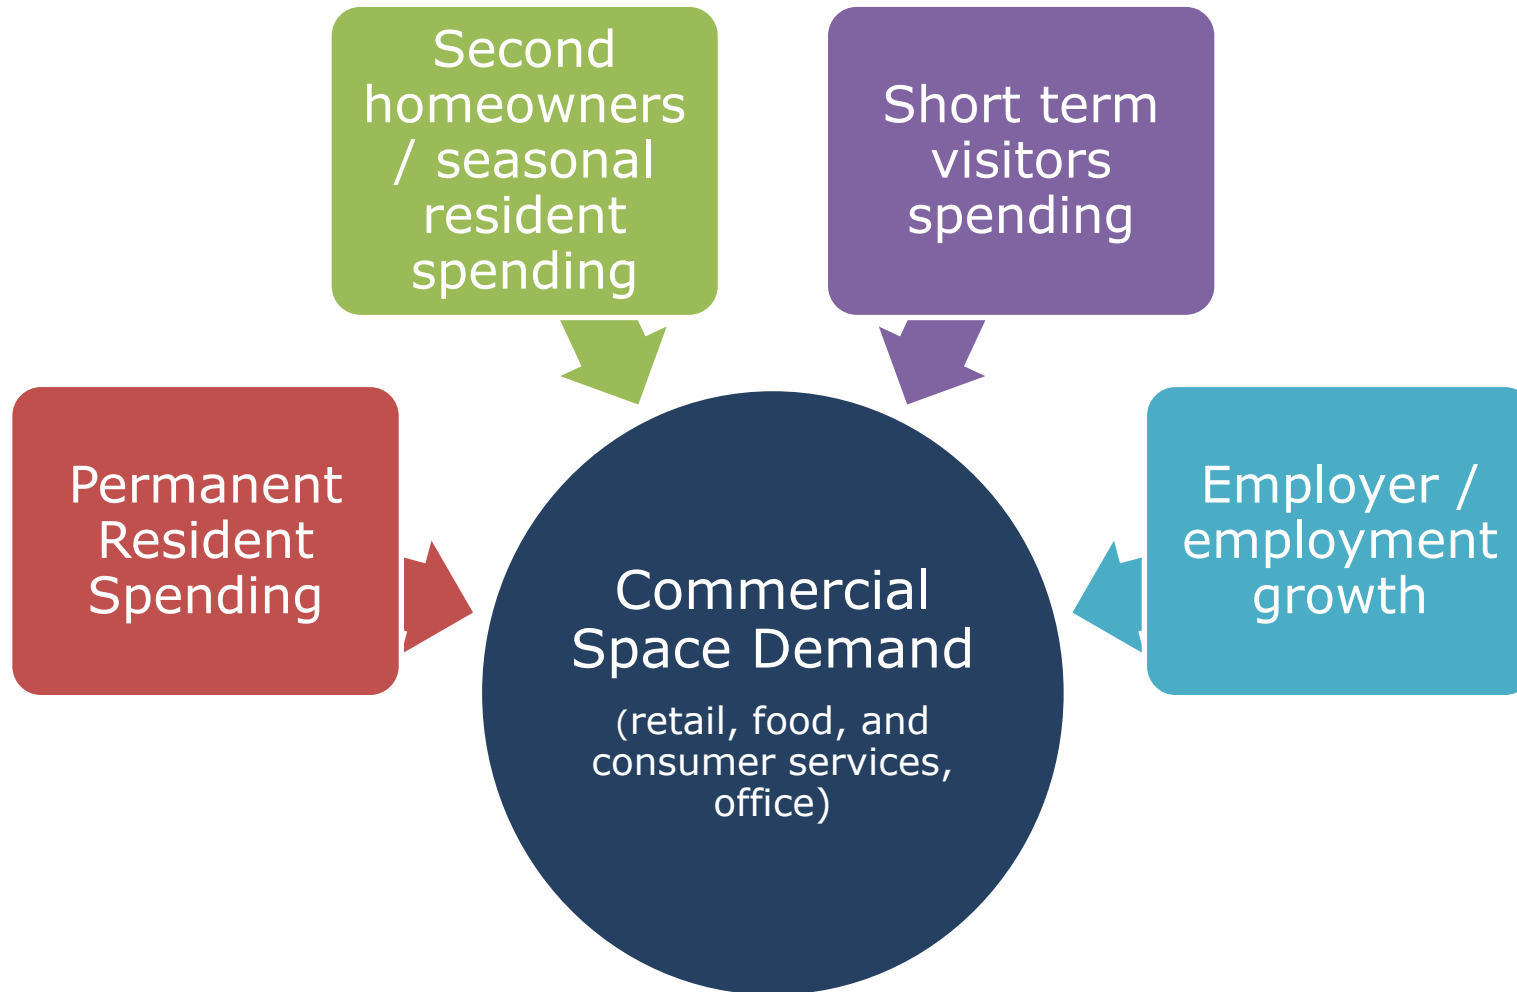 Second
homeowners
/ seasonal
resident
spending
Short term
visitors
spending
Permanent
Resident
Spending
Employer /
employment
growth
Commercial
Space Demand
(retail, food, and
consumer services,
office)